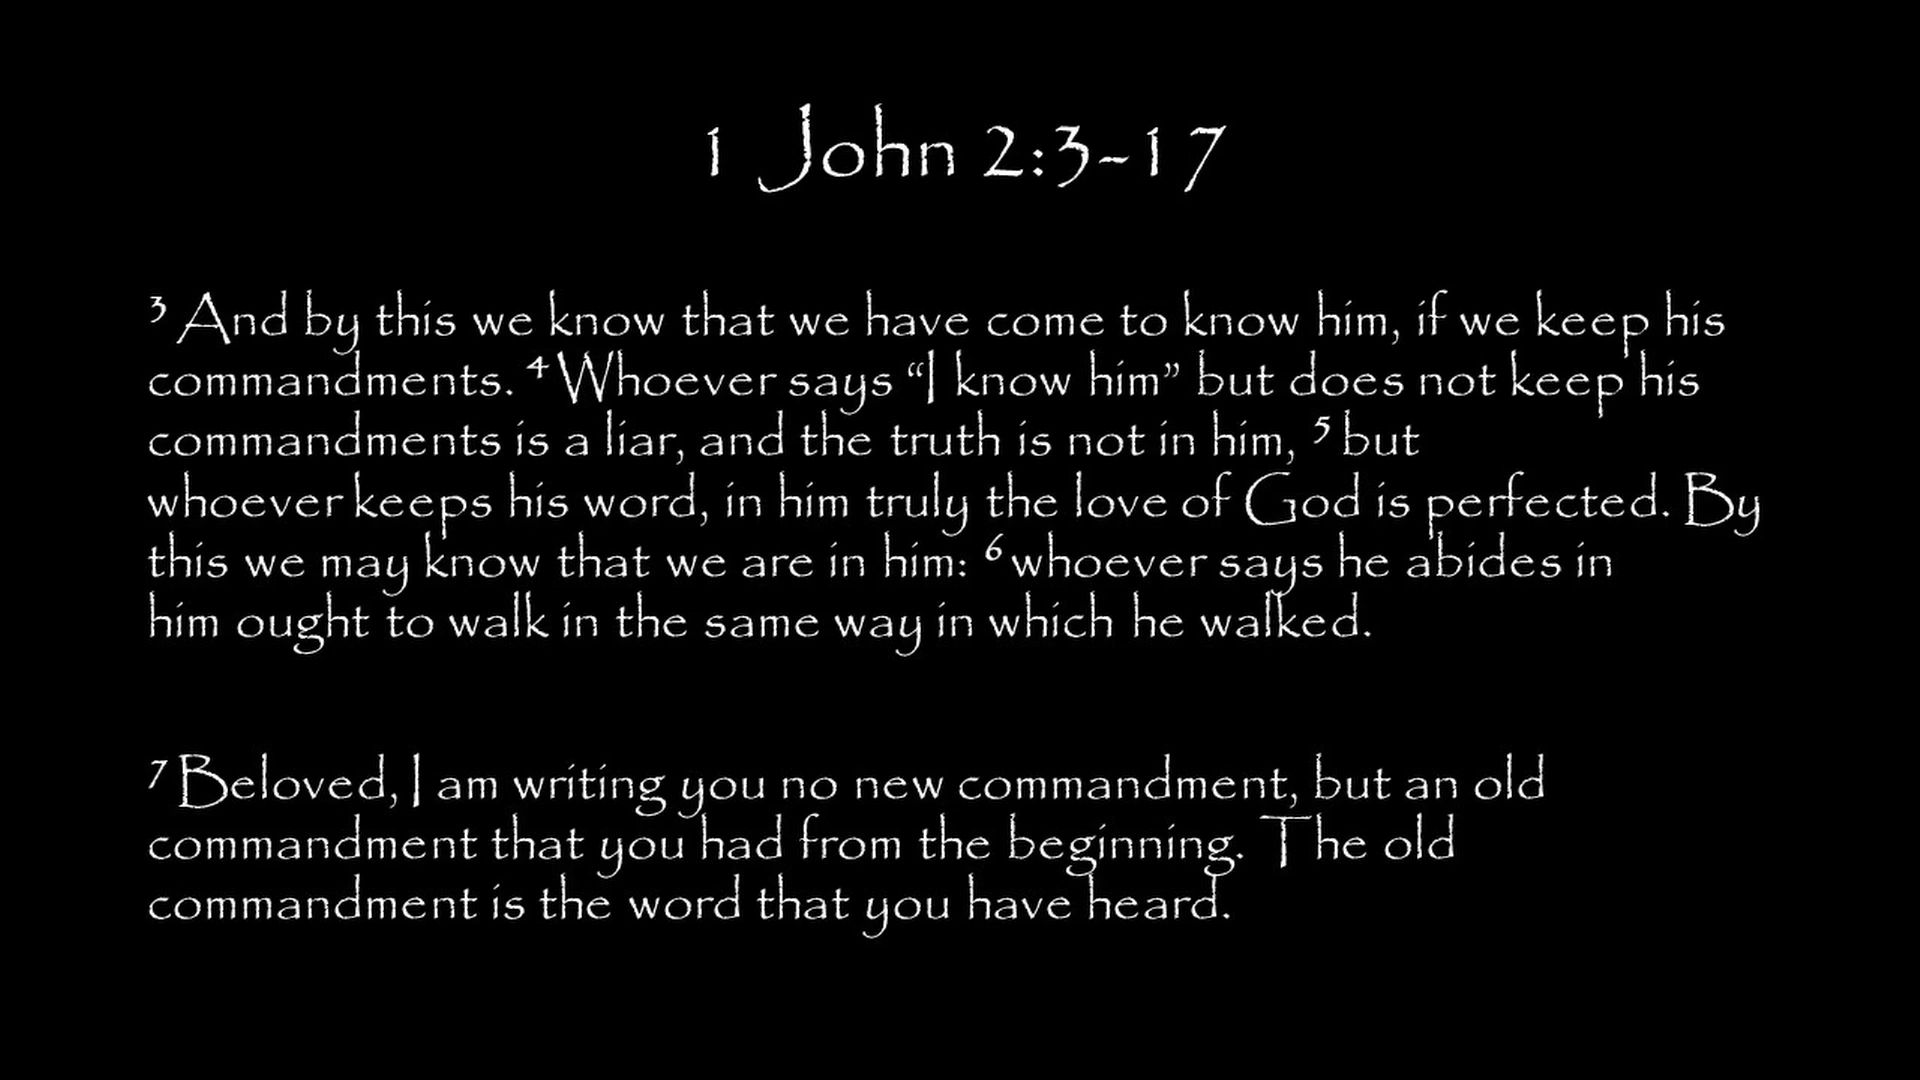 1 John 2:3-17
³ And by this we know that we have come to know him, if we keep his
commandments. ⁴ Whoever says “I know him” but does not keep his
commandments is a liar, and the truth is not in him, ⁵ but
whoever keeps his word, in him truly the love of God is perfected. By
this we may know that we are in him: ⁶ whoever says he abides in
him ought to walk in the same way in which he walked.
⁷ Beloved, I am writing you no new commandment, but an old
commandment that you had from the beginning. The old
commandment is the word that you have heard.